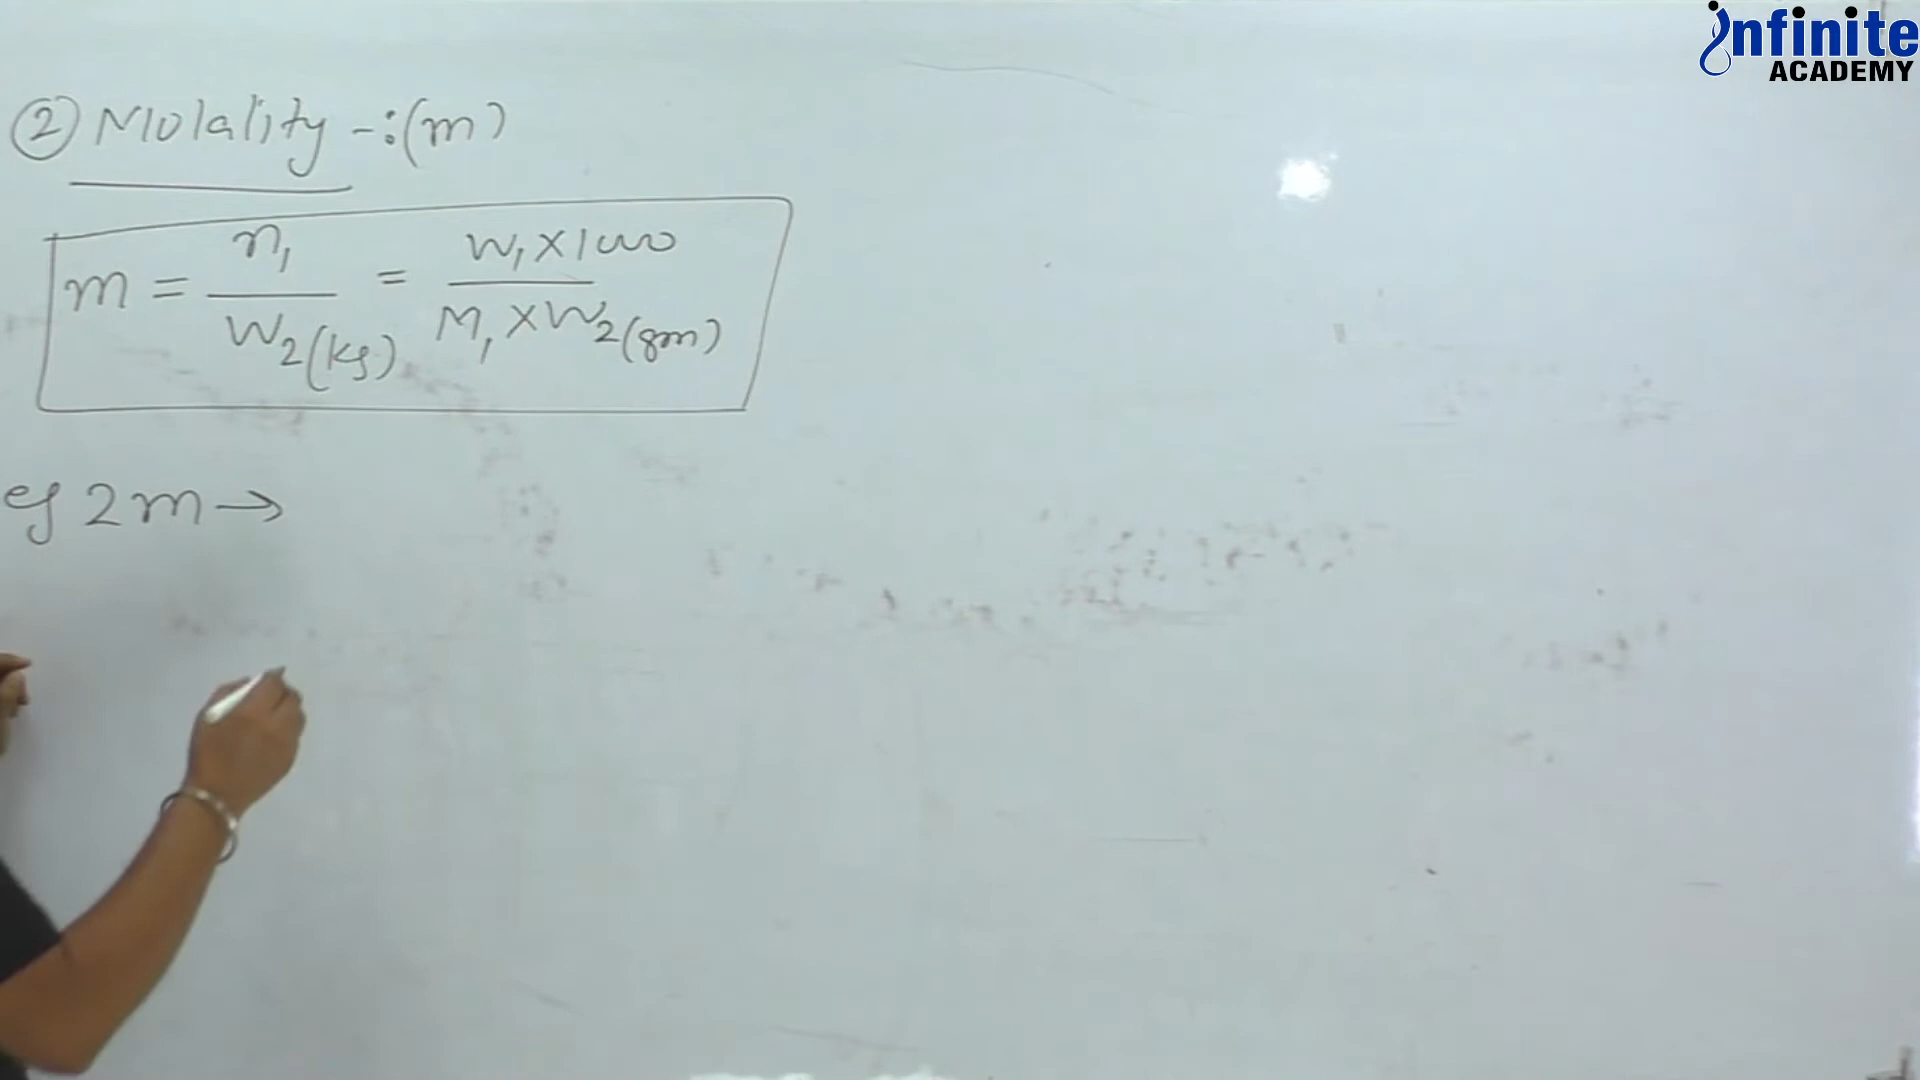 infinite
ACADEMY
② Molality -:(m)
m = n₁ / W₂(kg) = W₁ × 1000 / M₁ × W₂(gm)
eg 2m →